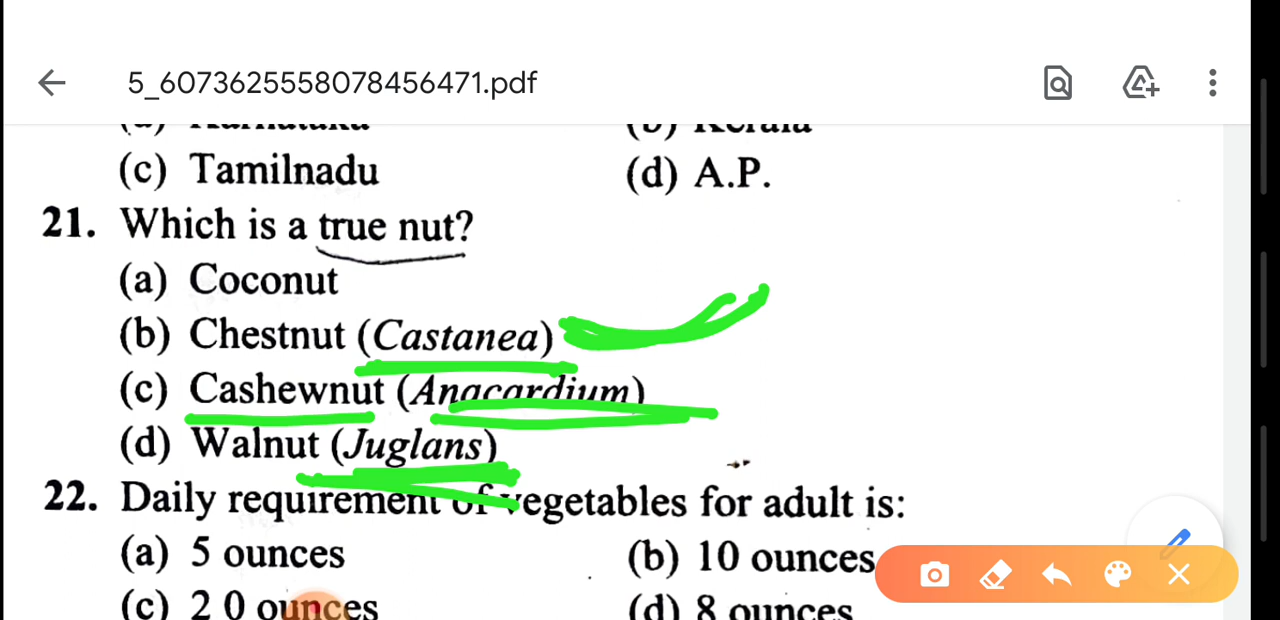 5_6073625558078456471.pdf
(c) Tamilnadu (d) A.P.
21. Which is a true nut?
(a) Coconut
(b) Chestnut (Castanea)
(c) Cashewnut (Anacardium)
(d) Walnut (Juglans)
22. Daily requirement of vegetables for adult is:
(a) 5 ounces (b) 10 ounces
(c) 2 0 ounces (d) 8 ounces